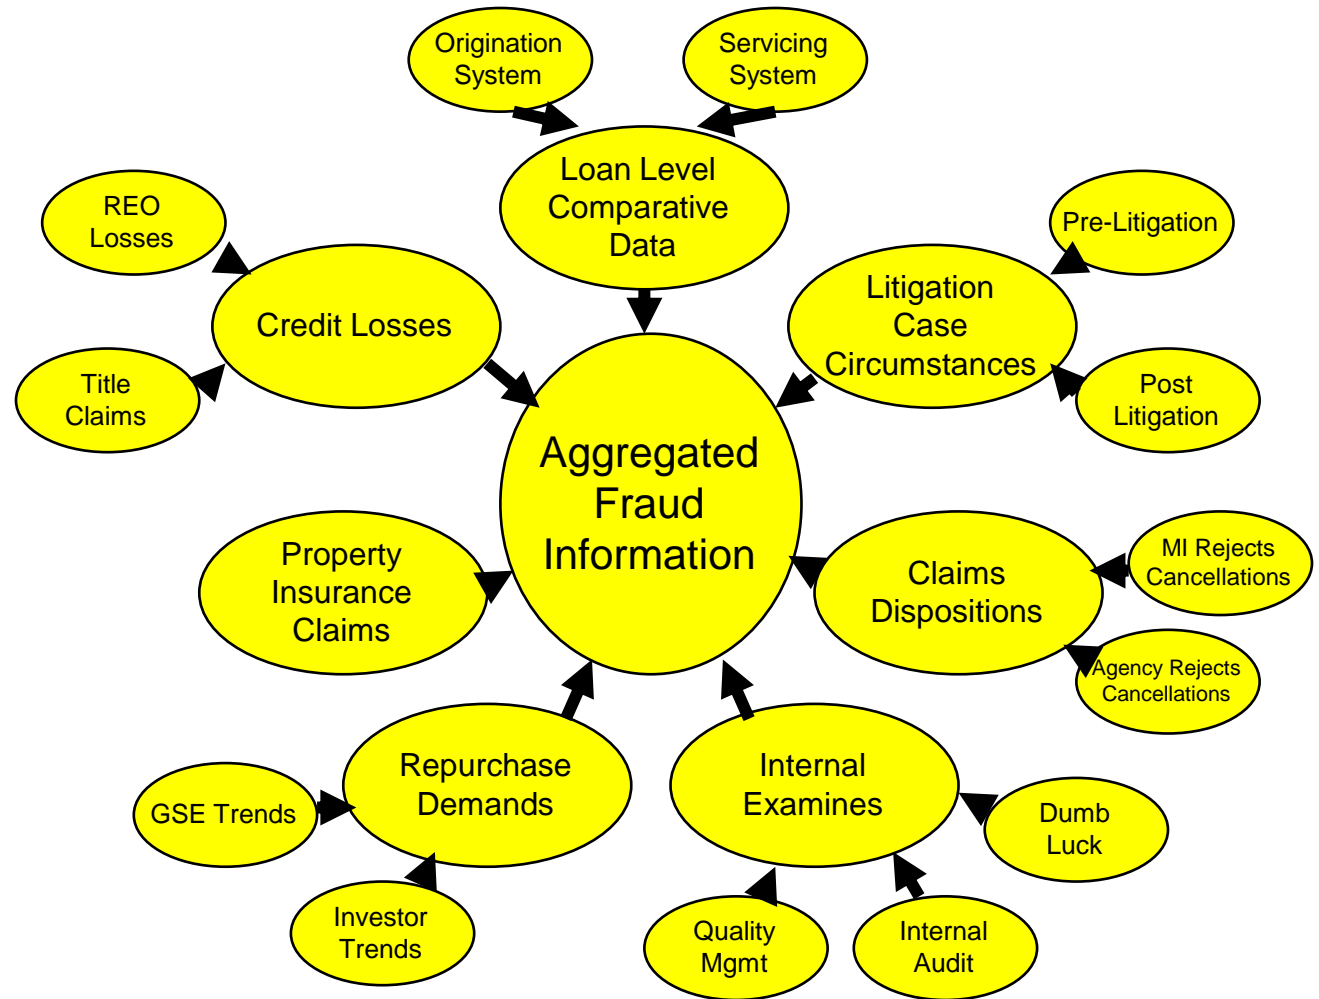 Origination
System
Servicing
System
Loan Level
Comparative
Data
REO
Losses
Pre-Litigation
Credit Losses
Litigation
Case
Circumstances
Title
Claims
Post
Litigation
Aggregated
Fraud
Information
Property
Insurance
Claims
Claims
Dispositions
MI Rejects
Cancellations
Agency Rejects
Cancellations
Repurchase
Demands
Internal
Examines
GSE Trends
Dumb
Luck
Investor
Trends
Quality
Mgmt
Internal
Audit